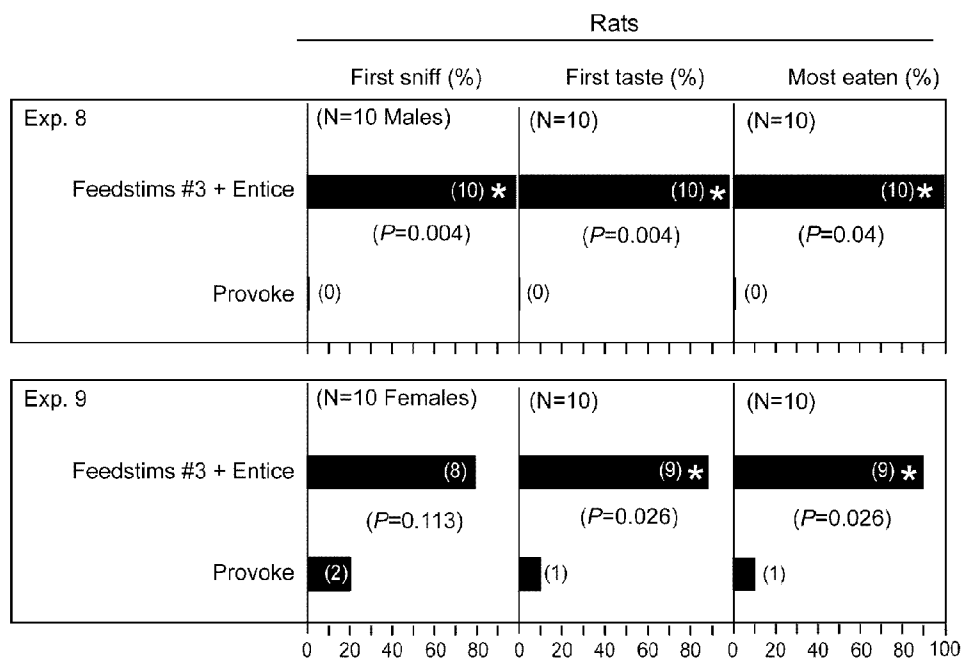 Rats
First sniff (%) First taste (%) Most eaten (%)
Exp. 8 (N=10 Males) (N=10) (N=10)
Feedstims #3 + Entice (10) * (10) * (10) *
(P=0.004) (P=0.004) (P=0.04)
Provoke (0) (0) (0)
Exp. 9 (N=10 Females) (N=10) (N=10)
Feedstims #3 + Entice (8) (9) * (9) *
(P=0.113) (P=0.026) (P=0.026)
Provoke (2) (1) (1)
0 20 40 60 80 0 20 40 60 80 0 20 40 60 80 100